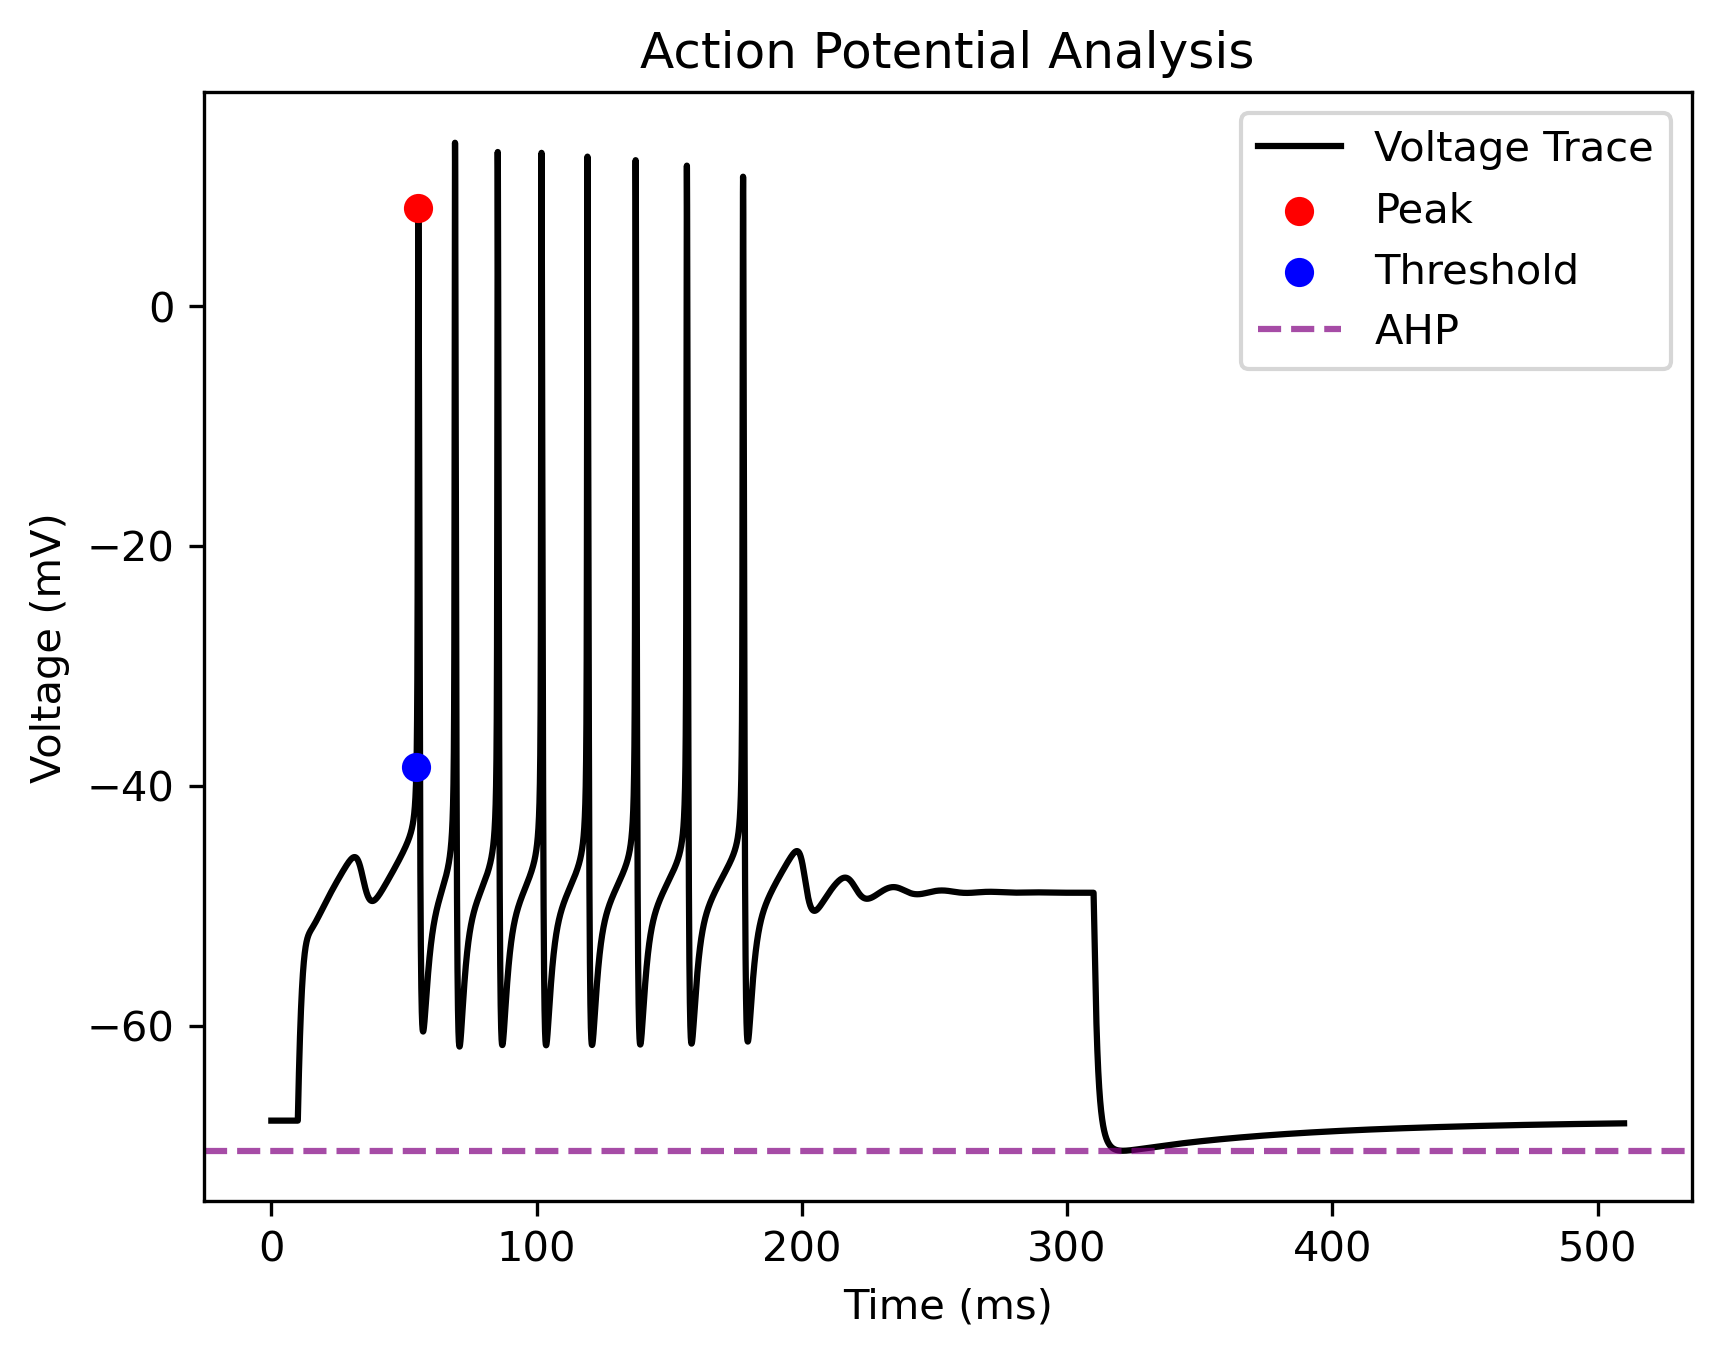 Action Potential Analysis
Voltage Trace
Peak
Threshold
AHP
Voltage (mV)
0
−20
−40
−60
0 100 200 300 400 500
Time (ms)